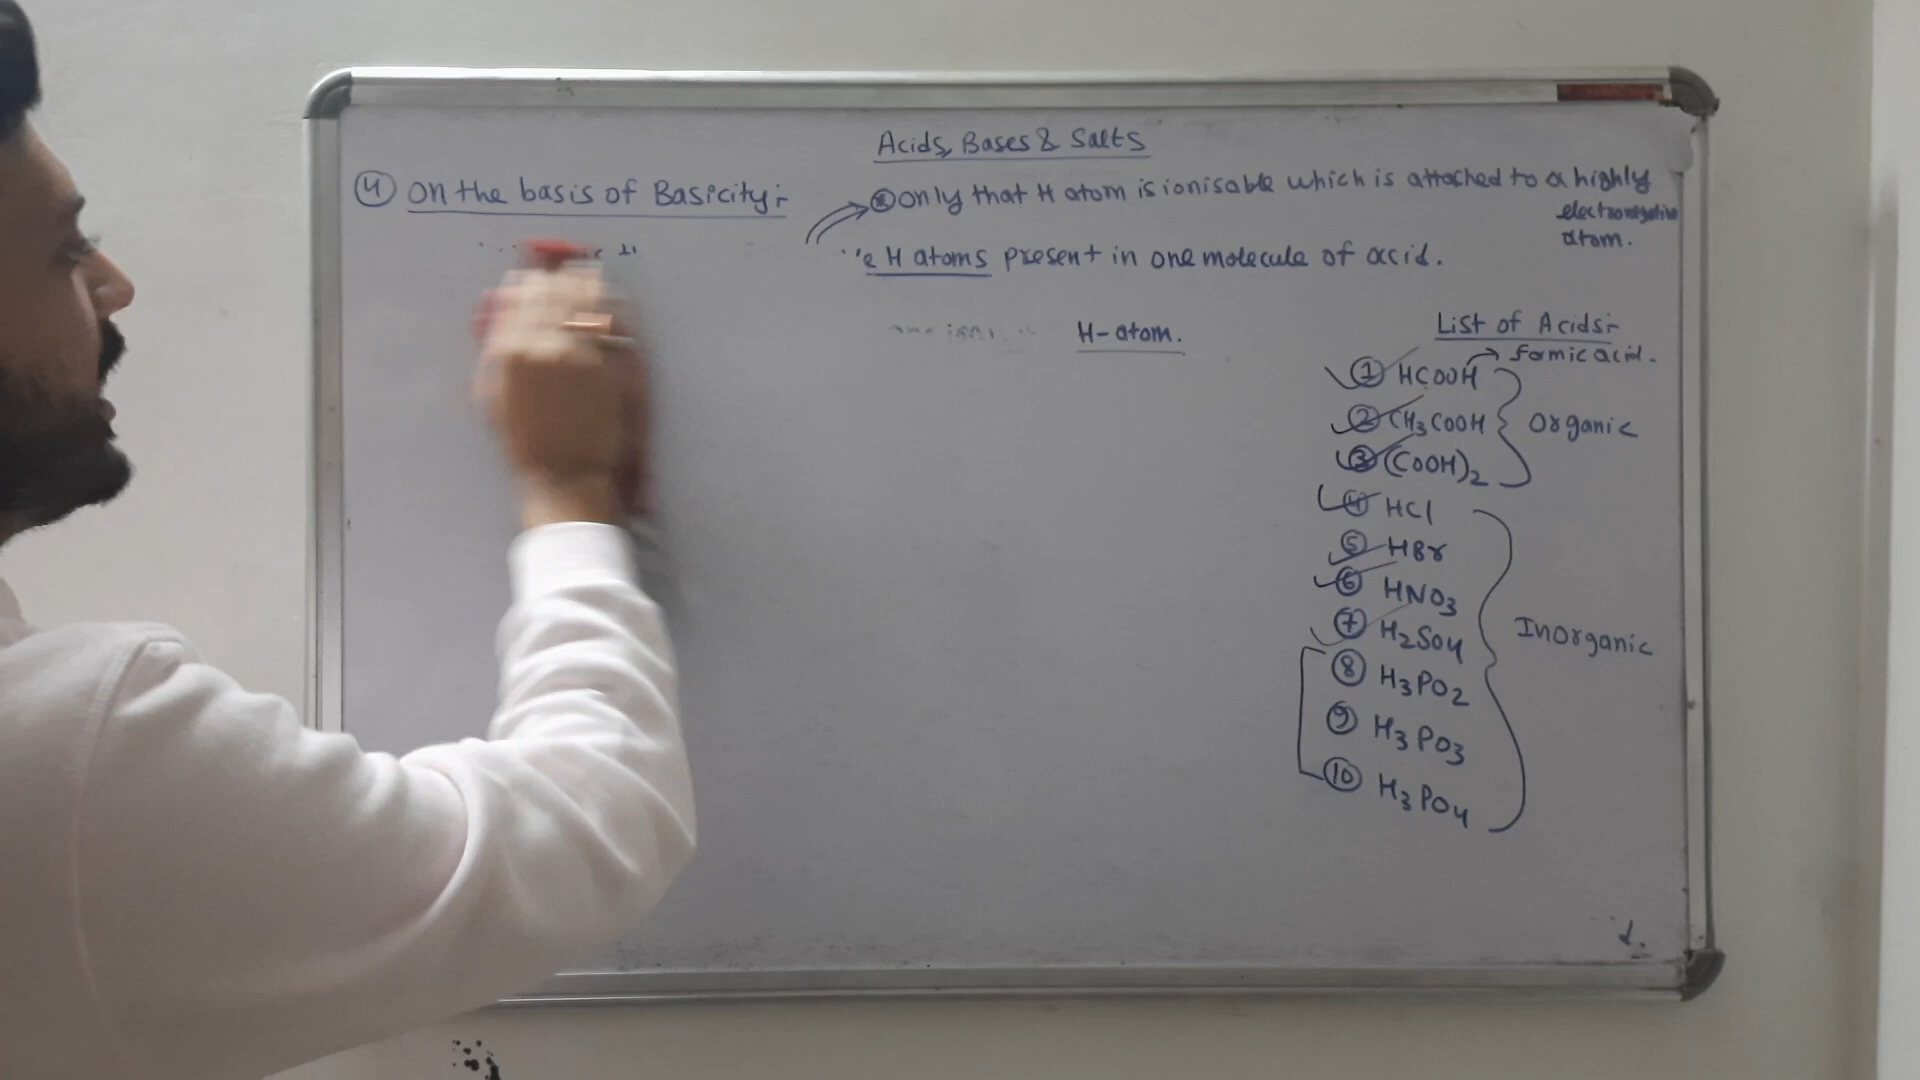 Acids, Bases & Salts
④ On the basis of Basicity:-
⊛ Only that H atom is ionisable which is attached to a highly
electronegative
atom.
H atoms present in one molecule of acid.
H-atom.
List of Acids:-
① HCOOH → formic acid.
② CH₃COOH
③ (COOH)₂
Organic
④ HCl
⑤ HBr
⑥ HNO₃
⑦ H₂SO₄
⑧ H₃PO₂
⑨ H₃PO₃
⑩ H₃PO₄
Inorganic